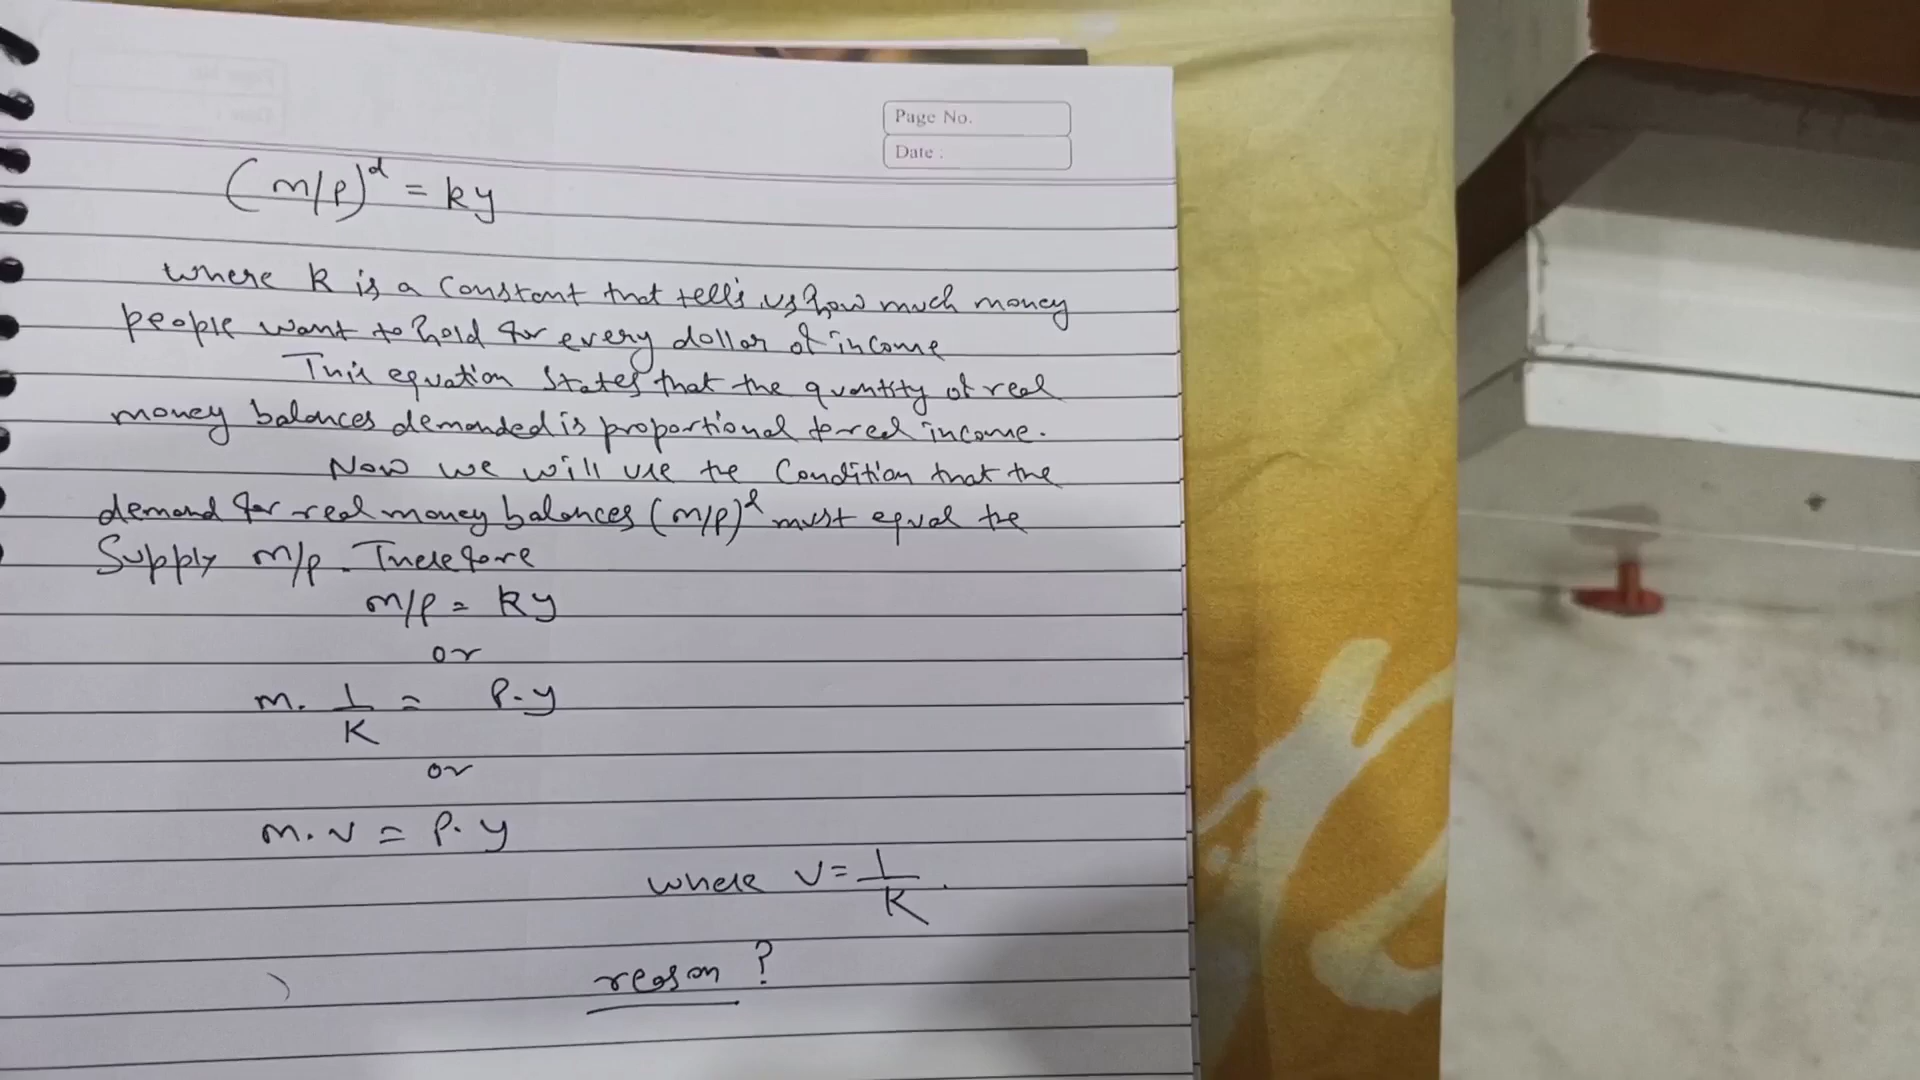 Page No.
Date :
(m/p)^d = ky
where k is a constant that tells us how much money
people want to hold for every dollar of income
This equation states that the quantity of real
money balances demanded is proportional to real income.
Now we will use the condition that the
demand for real money balances (m/p)^d must equal the
Supply m/p. Therefore
m/p = ky
or
m. 1/K = P.y
or
m.v = P.y
where v = 1/K.
reason ?